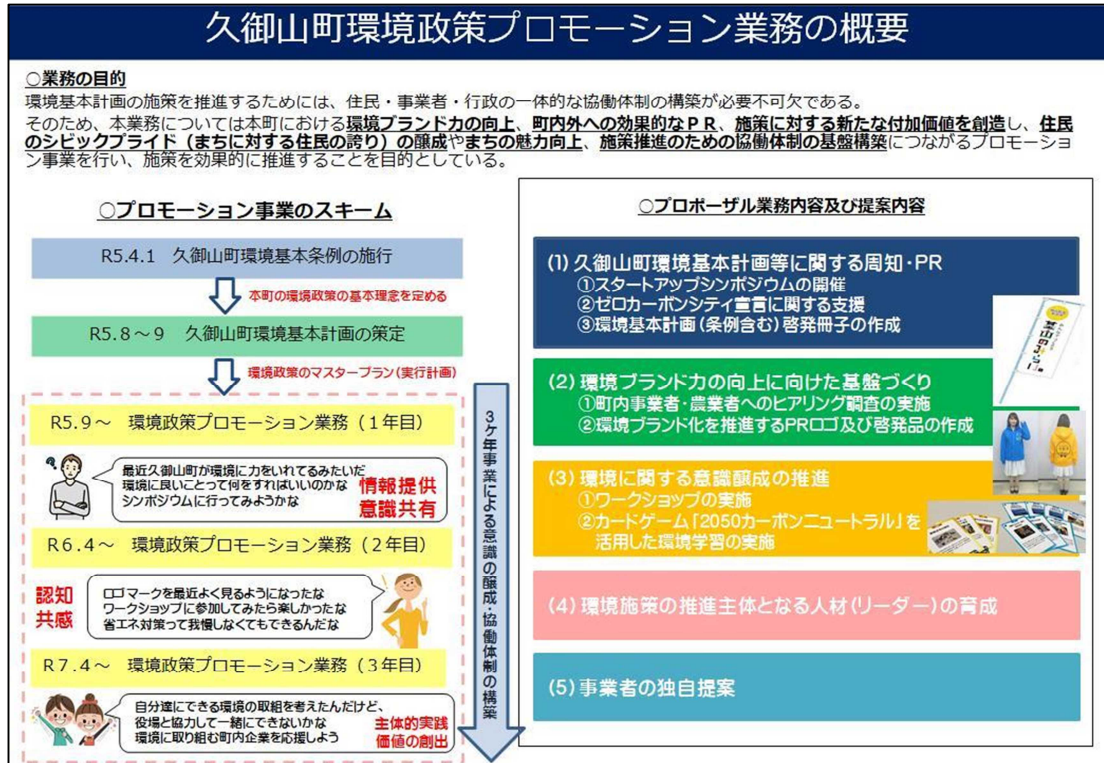 久御山町環境政策プロモーション業務の概要
○業務の目的
環境基本計画の施策を推進するためには、住民・事業者・行政の一体的な協働体制の構築が必要不可欠である。
そのため、本業務については本町における環境ブランド力の向上、町内外への効果的なＰＲ、施策に対する新たな付加価値を創造し、住民
のシビックプライド（まちに対する住民の誇り）の醸成やまちの魅力向上、施策推進のための協働体制の基盤構築につながるプロモーショ
ン事業を行い、施策を効果的に推進することを目的としている。
○プロモーション事業のスキーム
R5.4.1　久御山町環境基本条例の施行
本町の環境政策の基本理念を定める
R5.8～9　久御山町環境基本計画の策定
環境政策のマスタープラン(実行計画)
R5.9～　環境政策プロモーション業務（1年目）
最近久御山町が環境に力をいれてるみたいだ
環境に良いことって何をすればいいのかな
シンポジウムに行ってみようかな
情報提供
意識共有
R6.4～　環境政策プロモーション業務（2年目）
認知
共感
ロゴマークを最近よく見るようになったな
ワークショップに参加してみたら楽しかったな
省エネ対策って我慢しなくてもできるんだな
R7.4～　環境政策プロモーション業務（3年目）
自分達にできる環境の取組を考えたんだけど、
役場と協力して一緒にできないかな
環境に取り組む町内企業を応援しよう
主体的実践
価値の創出
3ケ年事業による意識の醸成・協働体制の構築
○プロポーザル業務内容及び提案内容
(1) 久御山町環境基本計画等に関する周知・PR
①スタートアップシンポジウムの開催
②ゼロカーボンシティ宣言に関する支援
③環境基本計画(条例含む)啓発冊子の作成
(2) 環境ブランド力の向上に向けた基盤づくり
①町内事業者・農業者へのヒアリング調査の実施
②環境ブランド化を推進するPRロゴ及び啓発品の作成
(3) 環境に関する意識醸成の推進
①ワークショップの実施
②カードゲーム「2050カーボンニュートラル」を
活用した環境学習の実施
(4) 環境施策の推進主体となる人材(リーダー)の育成
(5) 事業者の独自提案